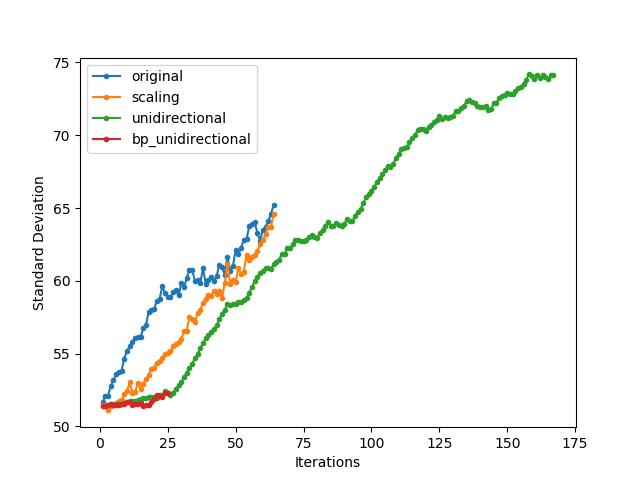 original
scaling
unidirectional
bp_unidirectional
75
70
65
60
55
50
Standard Deviation
0 25 50 75 100 125 150 175
Iterations